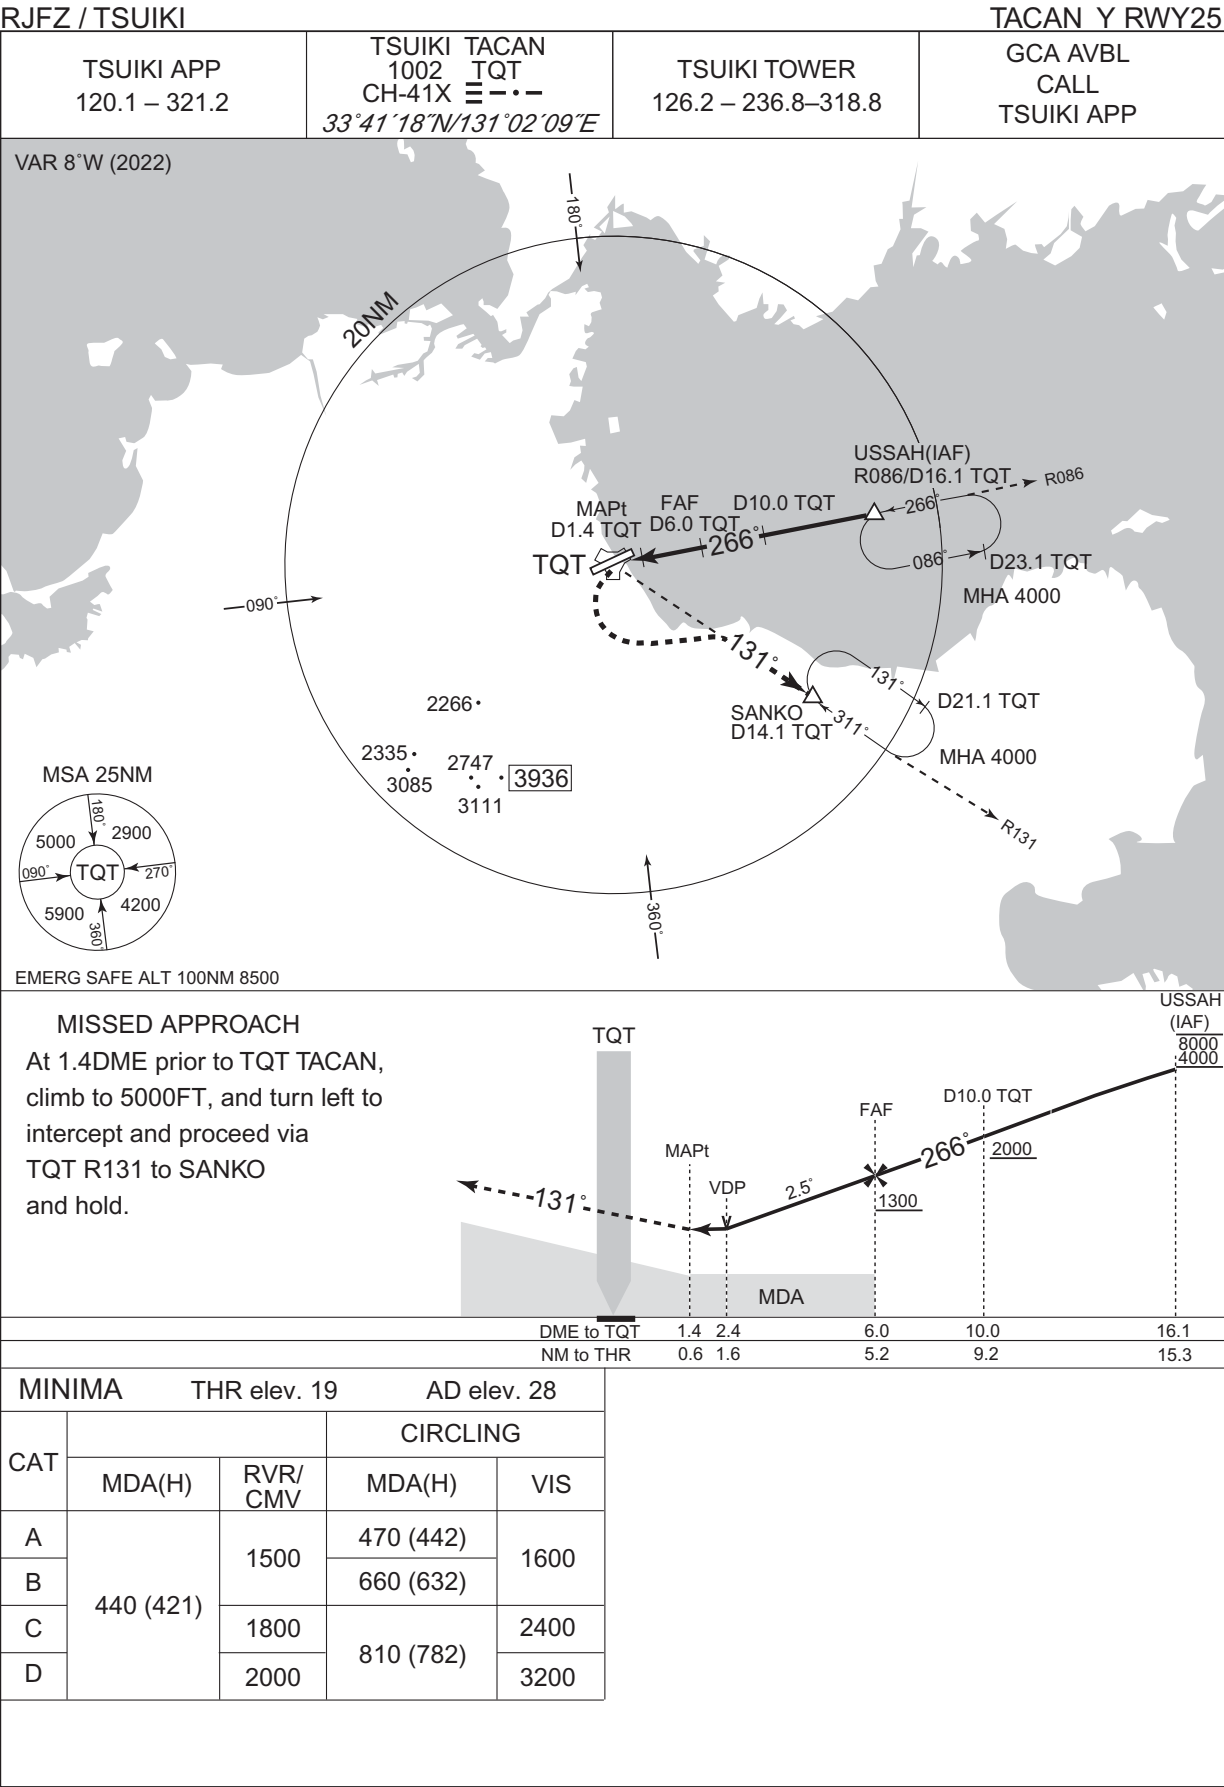 RJFZ / TSUIKI
TACAN Y RWY25
TSUIKI APP
120.1 – 321.2
TSUIKI TACAN
1002 TQT
CH-41X
33°41´18˝N/131°02´09˝E
TSUIKI TOWER
126.2 – 236.8–318.8
GCA AVBL
CALL
TSUIKI APP
VAR 8°W (2022)
180°
20NM
USSAH(IAF)
R086/D16.1 TQT
R086
266°
MAPt
D1.4 TQT
FAF
D6.0 TQT
D10.0 TQT
266°
TQT
086°
D23.1 TQT
MHA 4000
090°
131°
131°
D21.1 TQT
SANKO
D14.1 TQT
311°
MHA 4000
R131
2266
2335
3085
2747
3936
3111
360°
MSA 25NM
180°
5000
2900
090°
TQT
270°
5900
4200
360°
EMERG SAFE ALT 100NM 8500
MISSED APPROACH
At 1.4DME prior to TQT TACAN,
climb to 5000FT, and turn left to
intercept and proceed via
TQT R131 to SANKO
and hold.
TQT
USSAH
(IAF)
8000
4000
D10.0 TQT
FAF
266°
2000
MAPt
VDP
2.5°
1300
131°
MDA
DME to TQT 1.4 2.4 6.0 10.0 16.1
NM to THR 0.6 1.6 5.2 9.2 15.3
MINIMA THR elev. 19 AD elev. 28
CAT
CIRCLING
MDA(H)
RVR/
CMV
MDA(H)
VIS
A
B
C
D
440 (421)
1500
1800
2000
470 (442)
660 (632)
810 (782)
1600
2400
3200